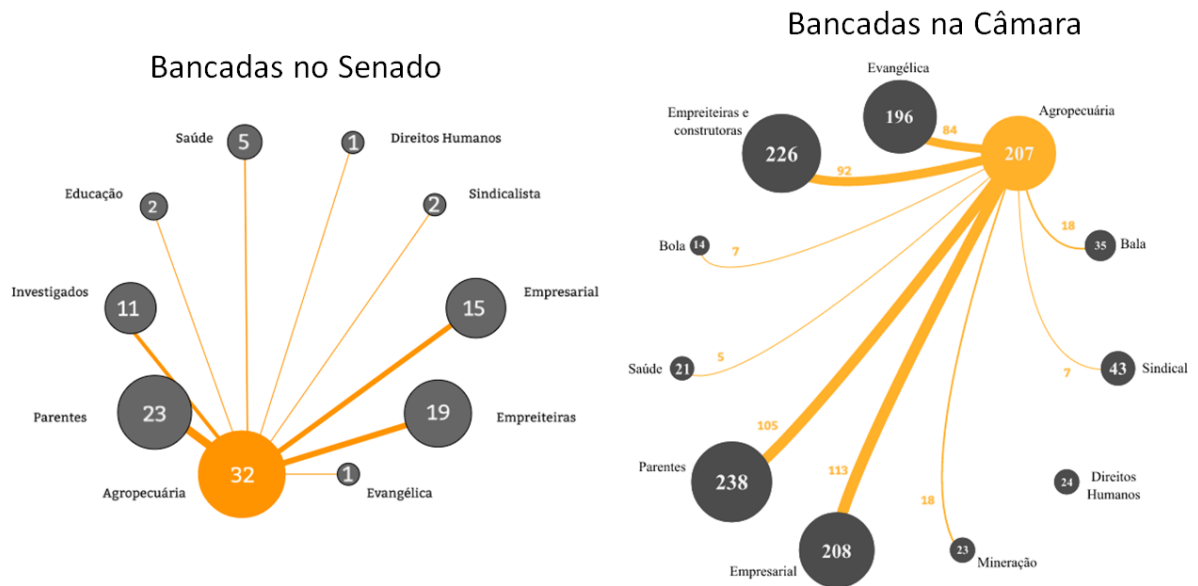 Bancadas no Senado
Saúde
5
1
Direitos Humanos
Educação
2
2
Sindicalista
Investigados
11
15
Empresarial
Parentes
23
19
Empreiteiras
Agropecuária
32
1
Evangélica
Bancadas na Câmara
Evangélica
196
Agropecuária
207
Empreiteiras e
construtoras
226
84
92
Bola
14
7
18
35
Bala
Saúde
21
5
43
Sindical
7
105
Parentes
238
113
18
24
Direitos
Humanos
Empresarial
208
23
Mineração